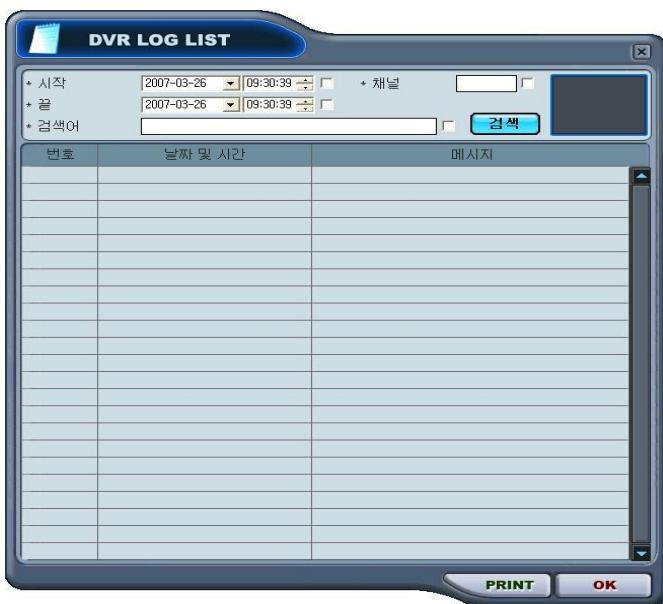 DVR LOG LIST
* 시작 2007-03-26 09:30:39 * 채널
* 끝 2007-03-26 09:30:39
* 검색어 검색
번호 날짜 및 시간 메시지
PRINT OK